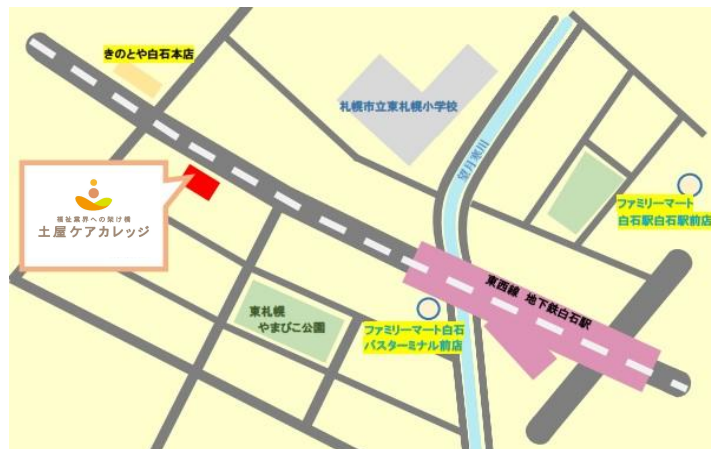 きのとや白石本店
札幌市立東札幌小学校
望月寒川
ファミリーマート
白石駅白石駅前店
福祉業界への架け橋
土屋ケアカレッジ
東西線 地下鉄白石駅
東札幌
やまびこ公園
ファミリーマート白石
バスターミナル前店